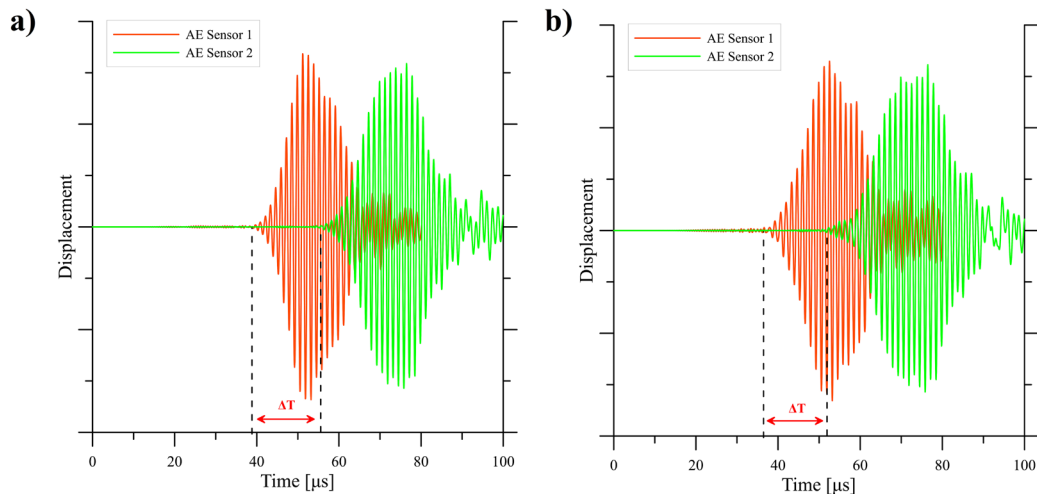 a)
AE Sensor 1
AE Sensor 2
Displacement
ΔT
0 20 40 60 80 100
Time [μs]
b)
AE Sensor 1
AE Sensor 2
Displacement
ΔT
0 20 40 60 80 100
Time [μs]